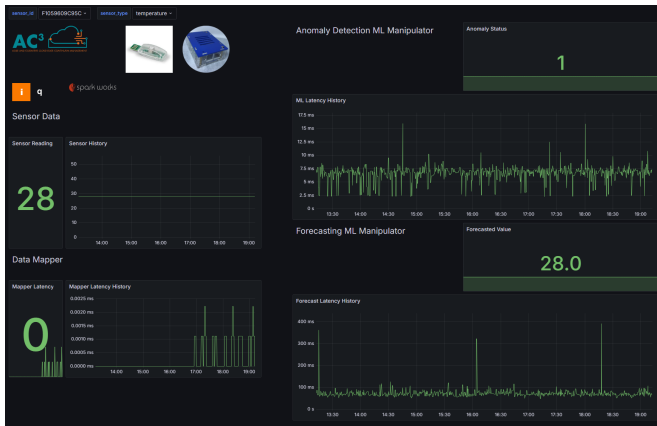 sensor_id F1059609C95C sensor_type temperature
AC³
i q
spark works
Sensor Data
Sensor Reading
28
Sensor History
50
40
30
20
10
0
14:00 15:00 16:00 17:00 18:00 19:00
Data Mapper
Mapper Latency
0
Mapper Latency History
0.0025 ms
0.0020 ms
0.0015 ms
0.0010 ms
0.0005 ms
0.0000 ms
14:00 15:00 16:00 17:00 18:00 19:00
Anomaly Detection ML Manipulator
Anomaly Status
1
ML Latency History
17.5 ms
15 ms
12.5 ms
10 ms
7.5 ms
5 ms
2.5 ms
0 s
13:30 14:00 14:30 15:00 15:30 16:00 16:30 17:00 17:30 18:00 18:30 19:00
Forecasting ML Manipulator
Forecasted Value
28.0
Forecast Latency History
400 ms
300 ms
200 ms
100 ms
0 s
13:30 14:00 14:30 15:00 15:30 16:00 16:30 17:00 17:30 18:00 18:30 19:00